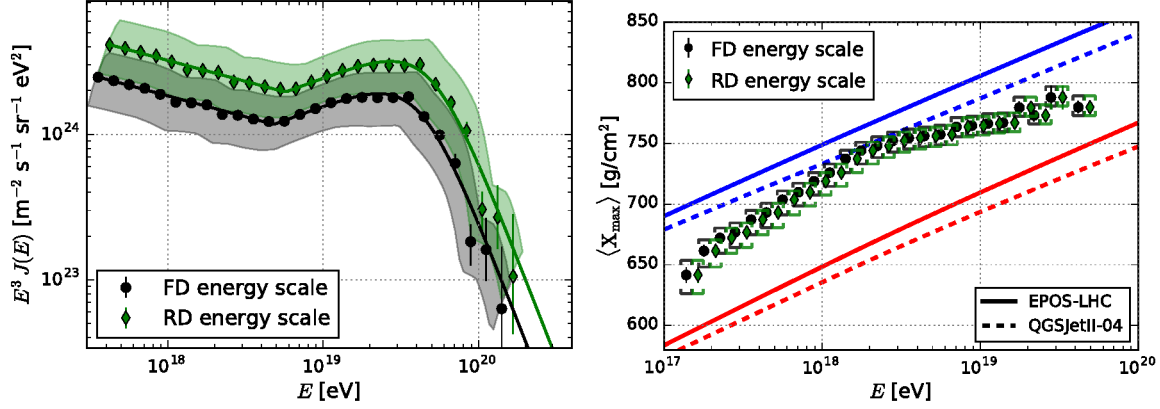 E³ J(E) [m⁻² s⁻¹ sr⁻¹ eV²]
10²⁴
10²³
FD energy scale
RD energy scale
10¹⁸ 10¹⁹ 10²⁰
E [eV]
⟨X_max⟩ [g/cm²]
850
800
750
700
650
600
FD energy scale
RD energy scale
EPOS-LHC
QGSJetII-04
10¹⁷ 10¹⁸ 10¹⁹ 10²⁰
E [eV]